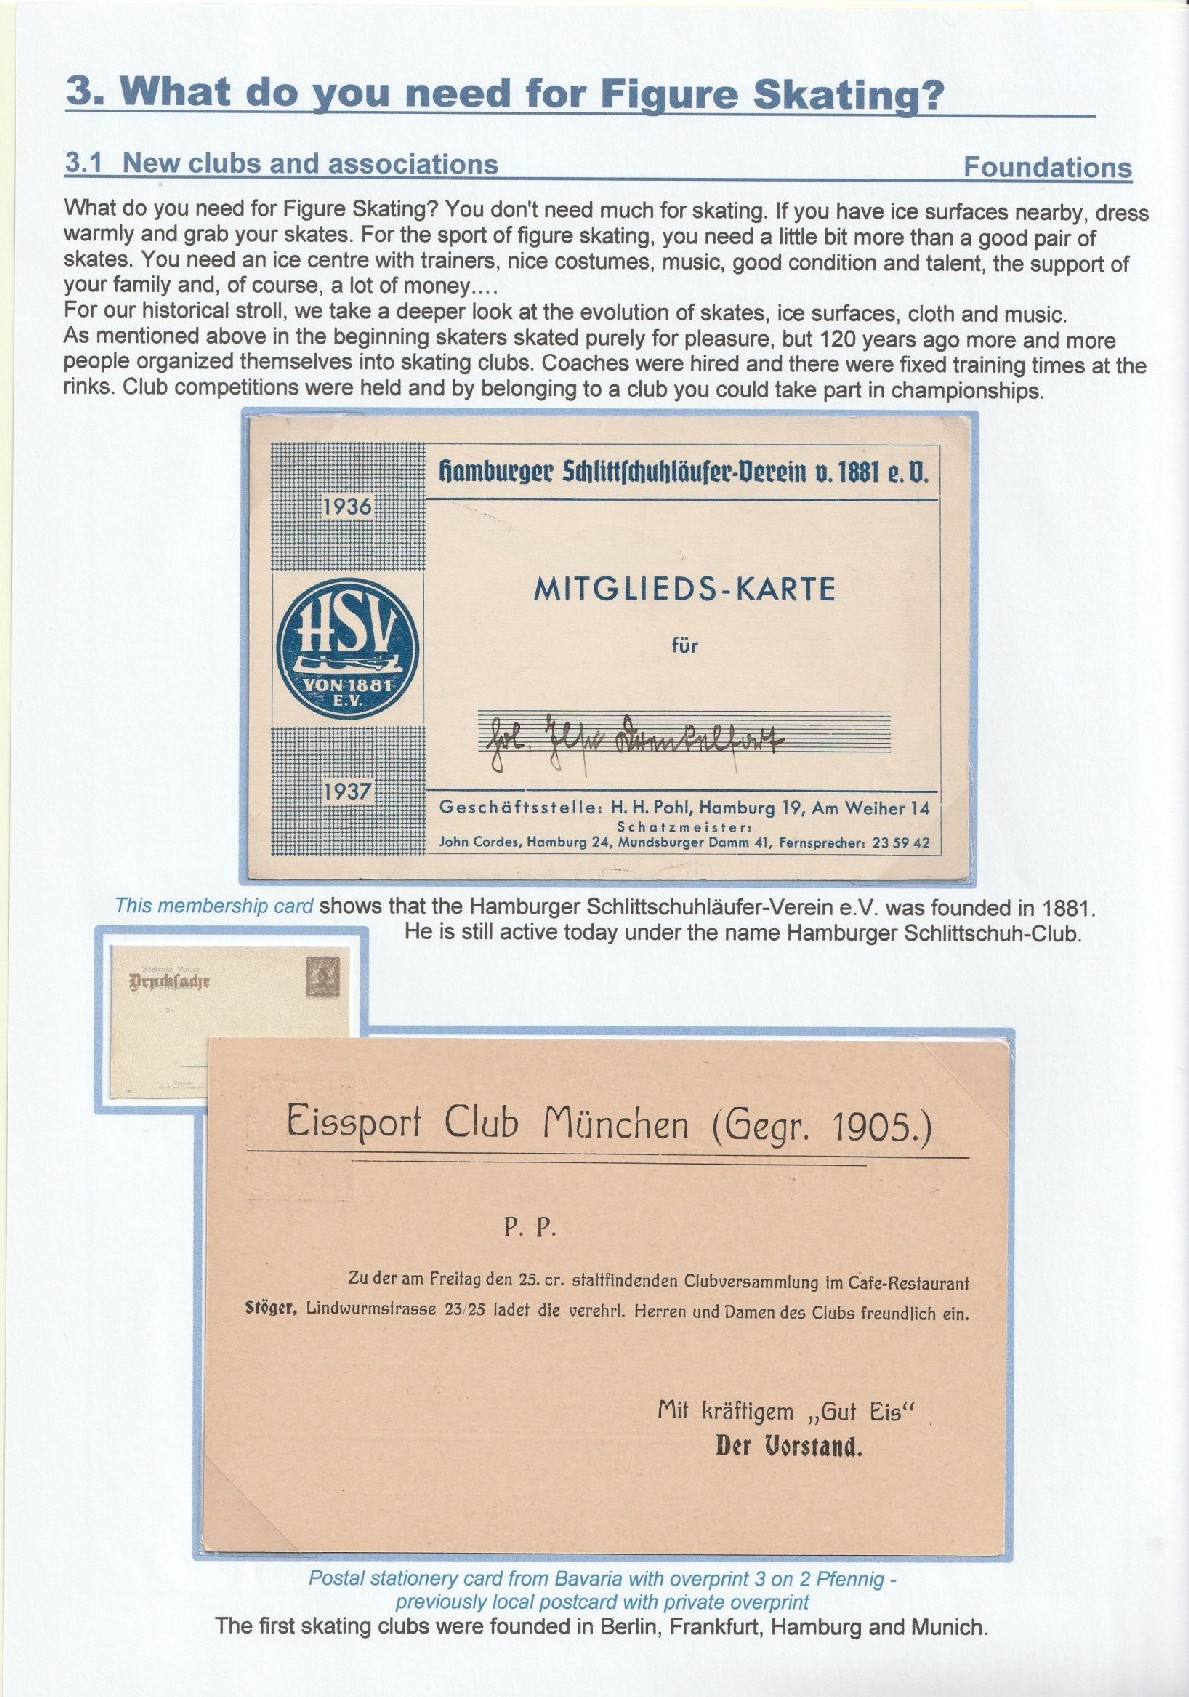 3. What do you need for Figure Skating?
3.1 New clubs and associations Foundations
What do you need for Figure Skating? You don't need much for skating. If you have ice surfaces nearby, dress
warmly and grab your skates. For the sport of figure skating, you need a little bit more than a good pair of
skates. You need an ice centre with trainers, nice costumes, music, good condition and talent, the support of
your family and, of course, a lot of money....
For our historical stroll, we take a deeper look at the evolution of skates, ice surfaces, cloth and music.
As mentioned above in the beginning skaters skated purely for pleasure, but 120 years ago more and more
people organized themselves into skating clubs. Coaches were hired and there were fixed training times at the
rinks. Club competitions were held and by belonging to a club you could take part in championships.
Hamburger Schlittschuhläufer-Verein v. 1881 e. V.
1936
MITGLIEDS-KARTE
für
HSV
VON 1881
E.V.
1937
Geschäftsstelle: H. H. Pohl, Hamburg 19, Am Weiher 14
Schatzmeister:
John Cordes, Hamburg 24, Mundsburger Damm 41, Fernsprecher: 23 59 42
This membership card shows that the Hamburger Schlittschuhläufer-Verein e.V. was founded in 1881.
He is still active today under the name Hamburger Schlittschuh-Club.
Drucksache
Eissport Club München (Gegr. 1905.)
P. P.
Zu der am Freitag den 25. cr. stattfindenden Clubversammlung im Cafe-Restaurant
Stöger, Lindwurmstrasse 23/25 ladet die verehrl. Herren und Damen des Clubs freundlich ein.
Mit kräftigem „Gut Eis“
Der Vorstand.
Postal stationery card from Bavaria with overprint 3 on 2 Pfennig -
previously local postcard with private overprint
The first skating clubs were founded in Berlin, Frankfurt, Hamburg and Munich.